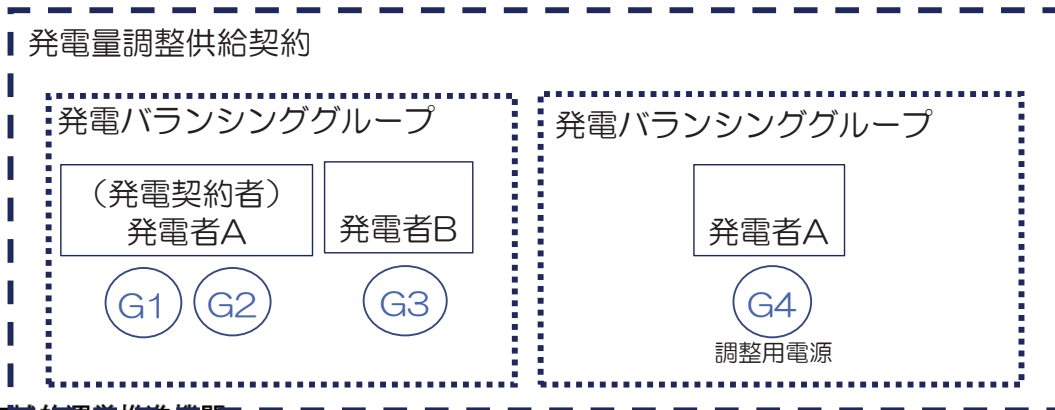 発電量調整供給契約
発電バランシンググループ
（発電契約者）
発電者A
発電者B
G1
G2
G3
発電バランシンググループ
発電者A
G4
調整用電源